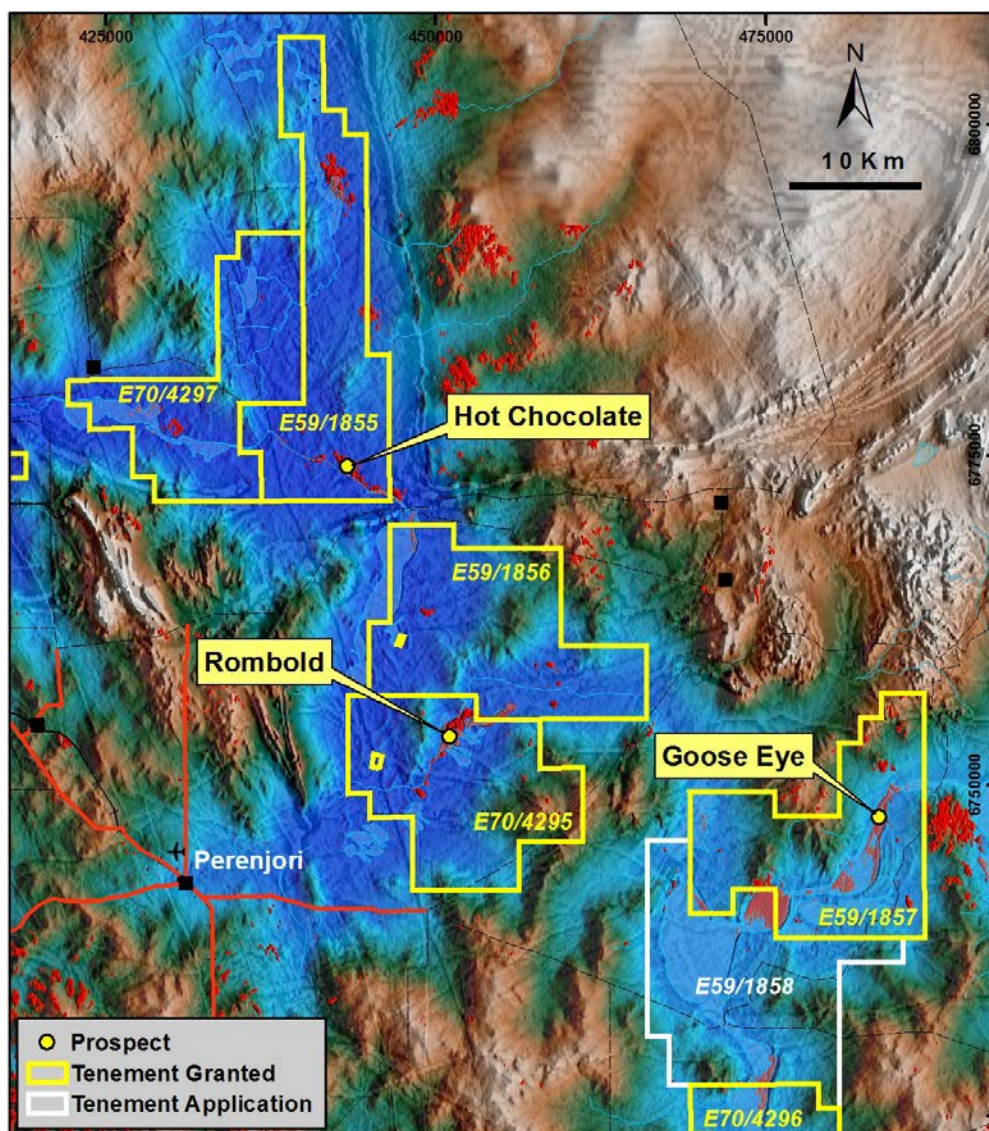 425000
450000
475000
N
10 Km
6800000
E70/4297
E59/1855
Hot Chocolate
6775000
E59/1856
Rombold
Goose Eye
6750000
E70/4295
Perenjori
E59/1857
E59/1858
Prospect
Tenement Granted
Tenement Application
E70/4296